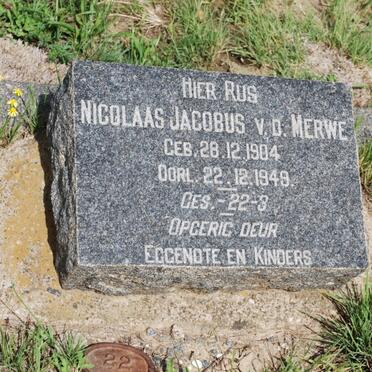 HIER RUS
NICOLAAS JACOBUS V.D. MERWE
GEB. 28.12.1904
OORL. 22.12.1949.
GES.-22-3
OPGERIG DEUR
EGGENOTE EN KINDERS
22